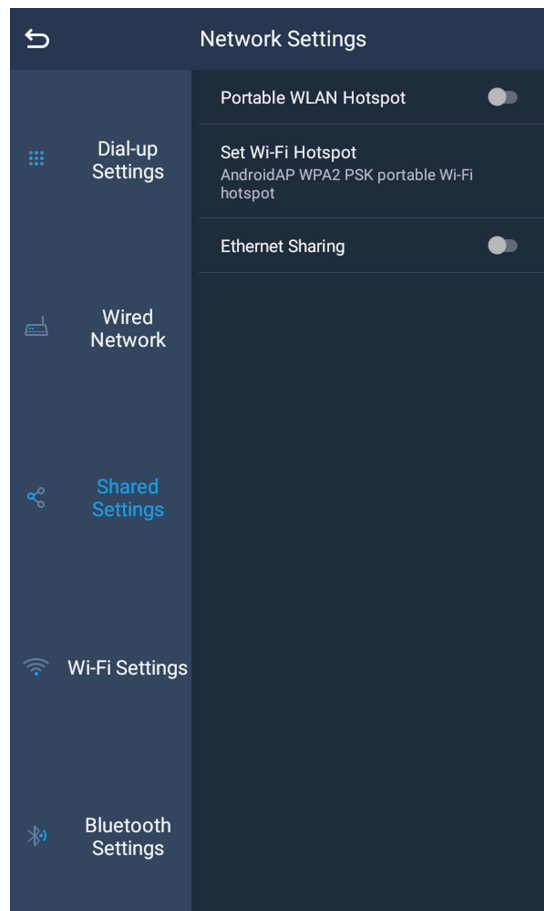 Network Settings
Dial-up
Settings
Wired
Network
Shared
Settings
Wi-Fi Settings
Bluetooth
Settings
Portable WLAN Hotspot
Set Wi-Fi Hotspot
AndroidAP WPA2 PSK portable Wi-Fi
hotspot
Ethernet Sharing